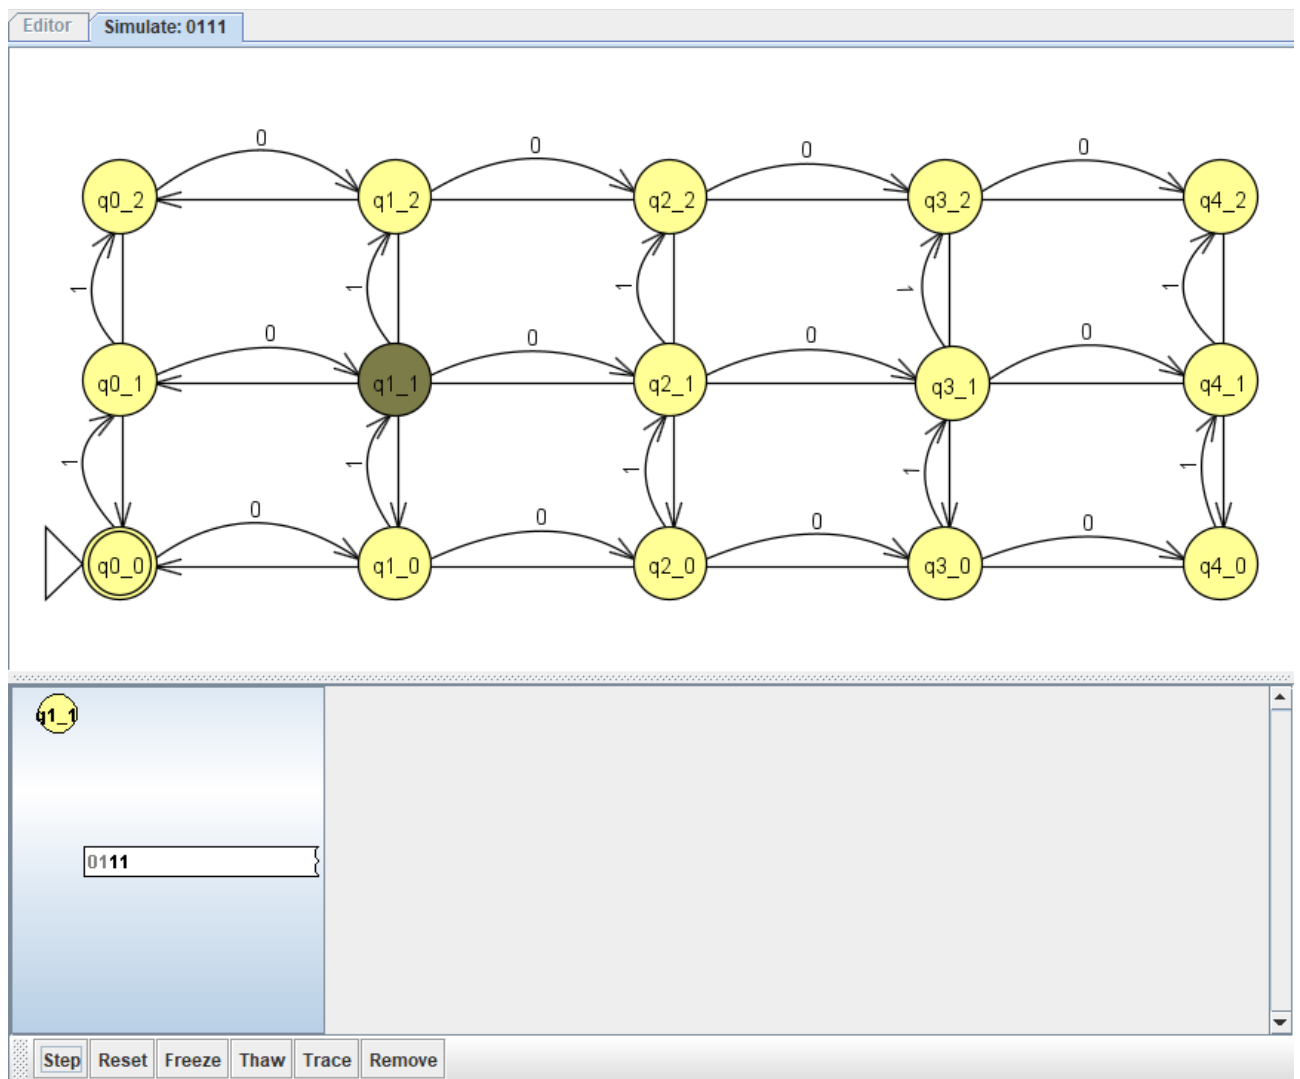 Editor Simulate: 0111
0 0 0 0
q0_2 q1_2 q2_2 q3_2 q4_2
1 1 1 1 1
0 0 0 0
q0_1 q1_1 q2_1 q3_1 q4_1
1 1 1 1 1
0 0 0 0
q0_0 q1_0 q2_0 q3_0 q4_0
q1_1
0111
Step Reset Freeze Thaw Trace Remove